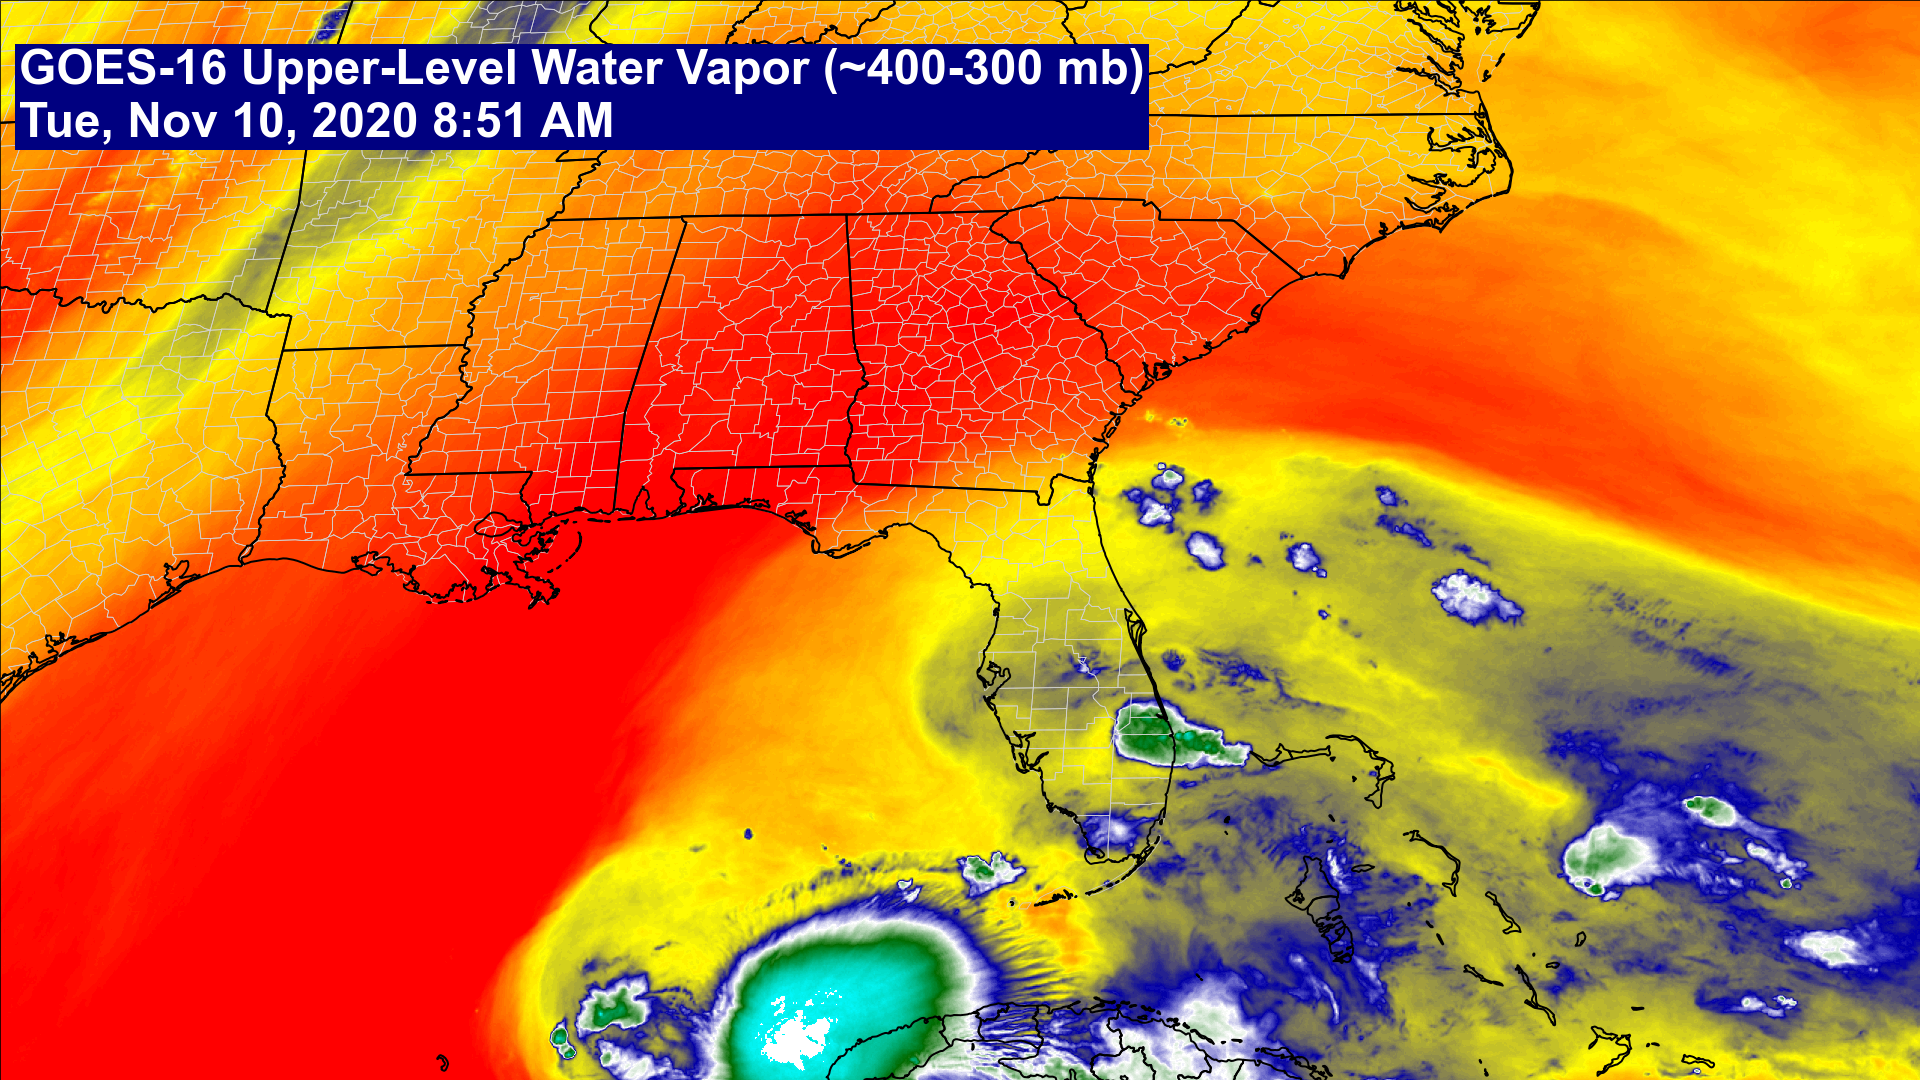 GOES-16 Upper-Level Water Vapor (~400-300 mb)
Tue, Nov 10, 2020 8:51 AM